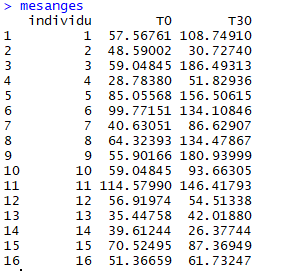 > mesanges
individu T0 T30
1 1 57.56761 108.74910
2 2 48.59002 30.72740
3 3 59.04845 186.49313
4 4 28.78380 51.82936
5 5 85.05568 156.50615
6 6 99.77151 134.10846
7 7 40.63051 86.62907
8 8 64.32393 134.47867
9 9 55.90166 180.93999
10 10 59.04845 93.66305
11 11 114.57990 146.41793
12 12 56.91974 54.51338
13 13 35.44758 42.01880
14 14 39.61244 26.37744
15 15 70.52495 87.36949
16 16 51.36659 61.73247